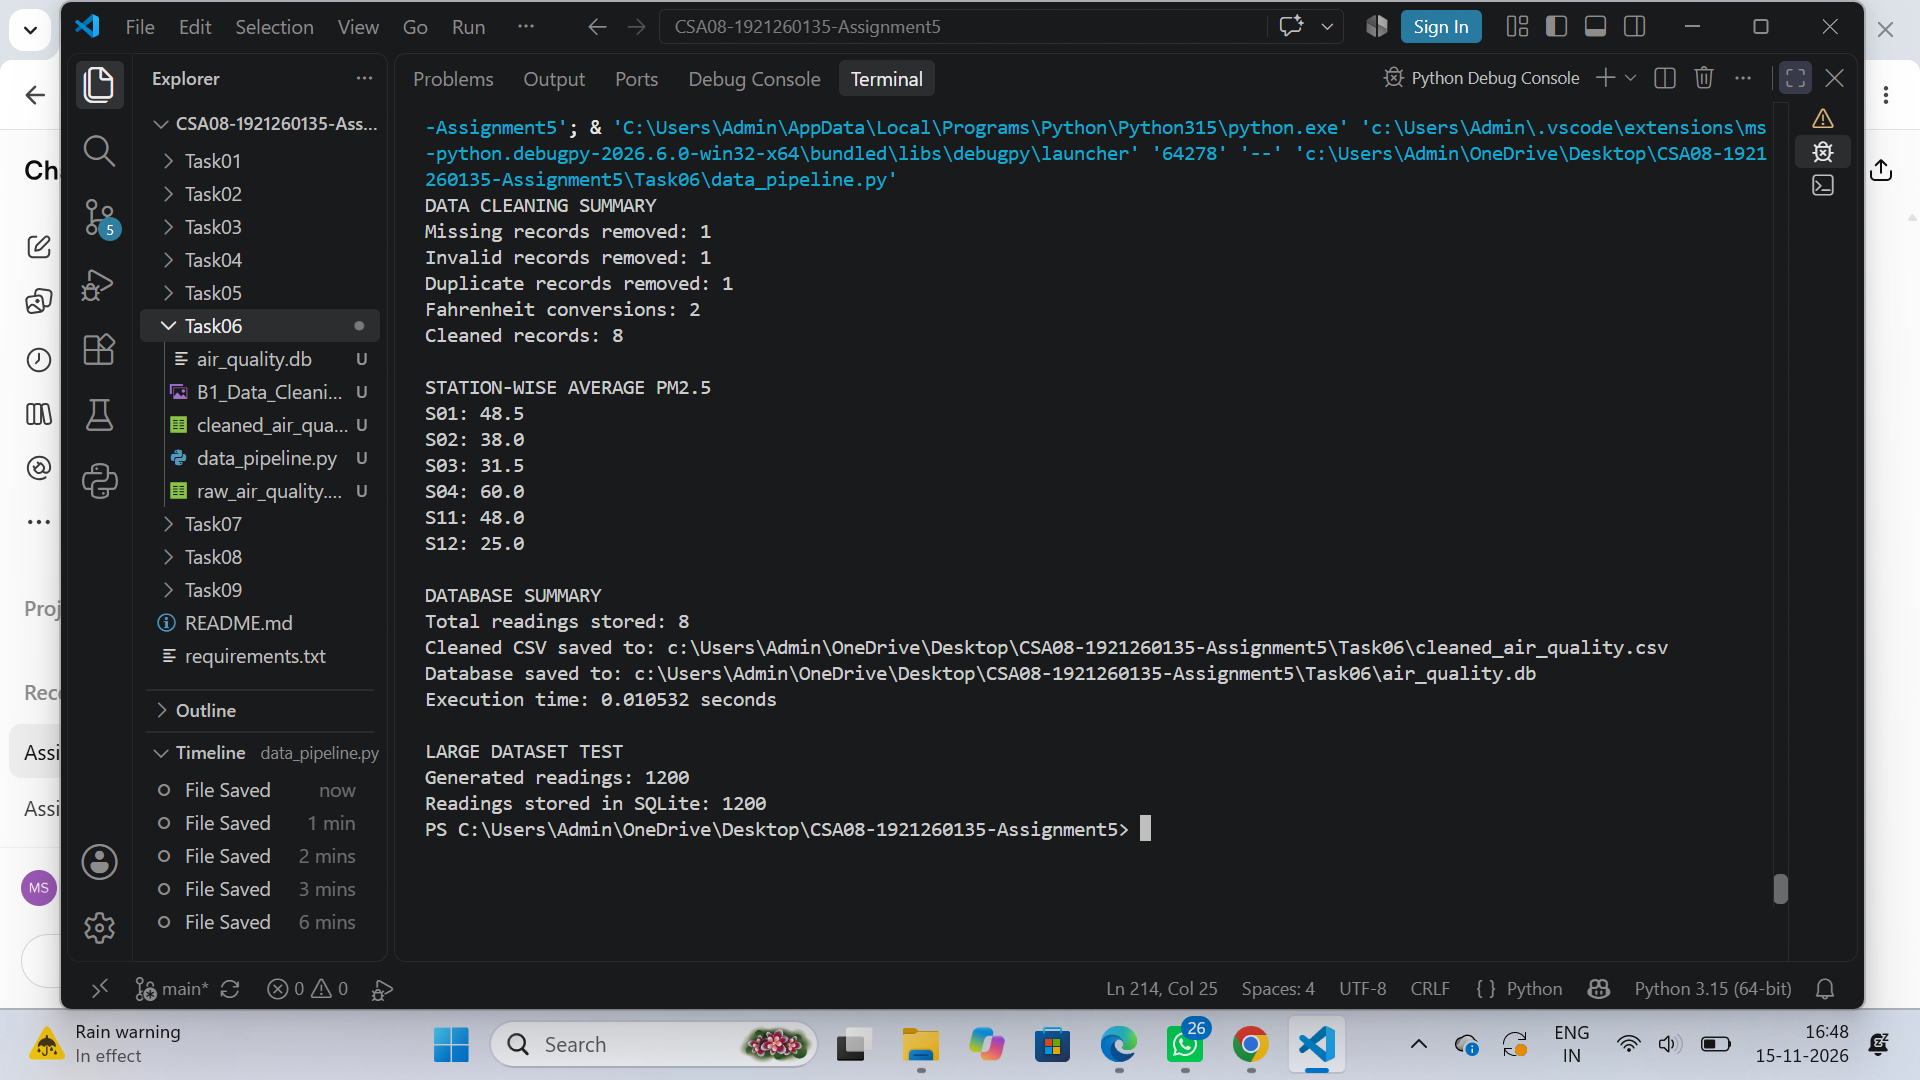 File Edit Selection View Go Run ··· CSA08-1921260135-Assignment5 Sign In
Explorer ···
CSA08-1921260135-Ass...
Task01
Task02
Task03
Task04
Task05
Task06
air_quality.db U
B1_Data_Cleani... U
cleaned_air_qua... U
data_pipeline.py U
raw_air_quality.... U
Task07
Task08
Task09
README.md
requirements.txt
Outline
Timeline data_pipeline.py
File Saved now
File Saved 1 min
File Saved 2 mins
File Saved 3 mins
File Saved 6 mins
5
Problems Output Ports Debug Console Terminal Python Debug Console
-Assignment5'; & 'C:\Users\Admin\AppData\Local\Programs\Python\Python315\python.exe' 'c:\Users\Admin\.vscode\extensions\ms
-python.debugpy-2026.6.0-win32-x64\bundled\libs\debugpy\launcher' '64278' '--' 'c:\Users\Admin\OneDrive\Desktop\CSA08-1921
260135-Assignment5\Task06\data_pipeline.py'
DATA CLEANING SUMMARY
Missing records removed: 1
Invalid records removed: 1
Duplicate records removed: 1
Fahrenheit conversions: 2
Cleaned records: 8
STATION-WISE AVERAGE PM2.5
S01: 48.5
S02: 38.0
S03: 31.5
S04: 60.0
S11: 48.0
S12: 25.0
DATABASE SUMMARY
Total readings stored: 8
Cleaned CSV saved to: c:\Users\Admin\OneDrive\Desktop\CSA08-1921260135-Assignment5\Task06\cleaned_air_quality.csv
Database saved to: c:\Users\Admin\OneDrive\Desktop\CSA08-1921260135-Assignment5\Task06\air_quality.db
Execution time: 0.010532 seconds
LARGE DATASET TEST
Generated readings: 1200
Readings stored in SQLite: 1200
PS C:\Users\Admin\OneDrive\Desktop\CSA08-1921260135-Assignment5>
main* 0 0 Ln 214, Col 25 Spaces: 4 UTF-8 CRLF { } Python Python 3.15 (64-bit)
MS
Rain warning
In effect
Search
26
ENG
IN
16:48
15-11-2026